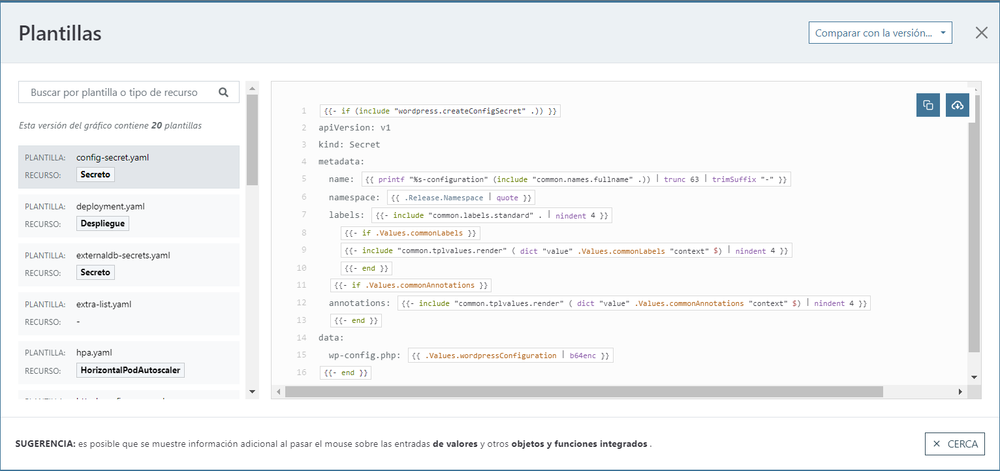 Plantillas
Comparar con la versión...
Buscar por plantilla o tipo de recurso
Esta versión del gráfico contiene 20 plantillas
PLANTILLA: config-secret.yaml
RECURSO: Secreto
PLANTILLA: deployment.yaml
RECURSO: Despliegue
PLANTILLA: externaldb-secrets.yaml
RECURSO: Secreto
PLANTILLA: extra-list.yaml
RECURSO: -
PLANTILLA: hpa.yaml
RECURSO: HorizontalPodAutoscaler
1 {{- if (include "wordpress.createConfigSecret" .)) }}
2 apiVersion: v1
3 kind: Secret
4 metadata:
5 name: {{ printf "%s-configuration" (include "common.names.fullname" .)) | trunc 63 | trimSuffix "-" }}
6 namespace: {{ .Release.Namespace | quote }}
7 labels: {{- include "common.labels.standard" . | nindent 4 }}
8 {{- if .Values.commonLabels }}
9 {{- include "common.tplvalues.render" ( dict "value" .Values.commonLabels "context" $) | nindent 4 }}
10 {{- end }}
11 {{- if .Values.commonAnnotations }}
12 annotations: {{- include "common.tplvalues.render" ( dict "value" .Values.commonAnnotations "context" $) | nindent 4 }}
13 {{- end }}
14 data:
15 wp-config.php: {{ .Values.wordpressConfiguration | b64enc }}
16 {{- end }}
SUGERENCIA: es posible que se muestre información adicional al pasar el mouse sobre las entradas de valores y otros objetos y funciones integrados .
CERCA